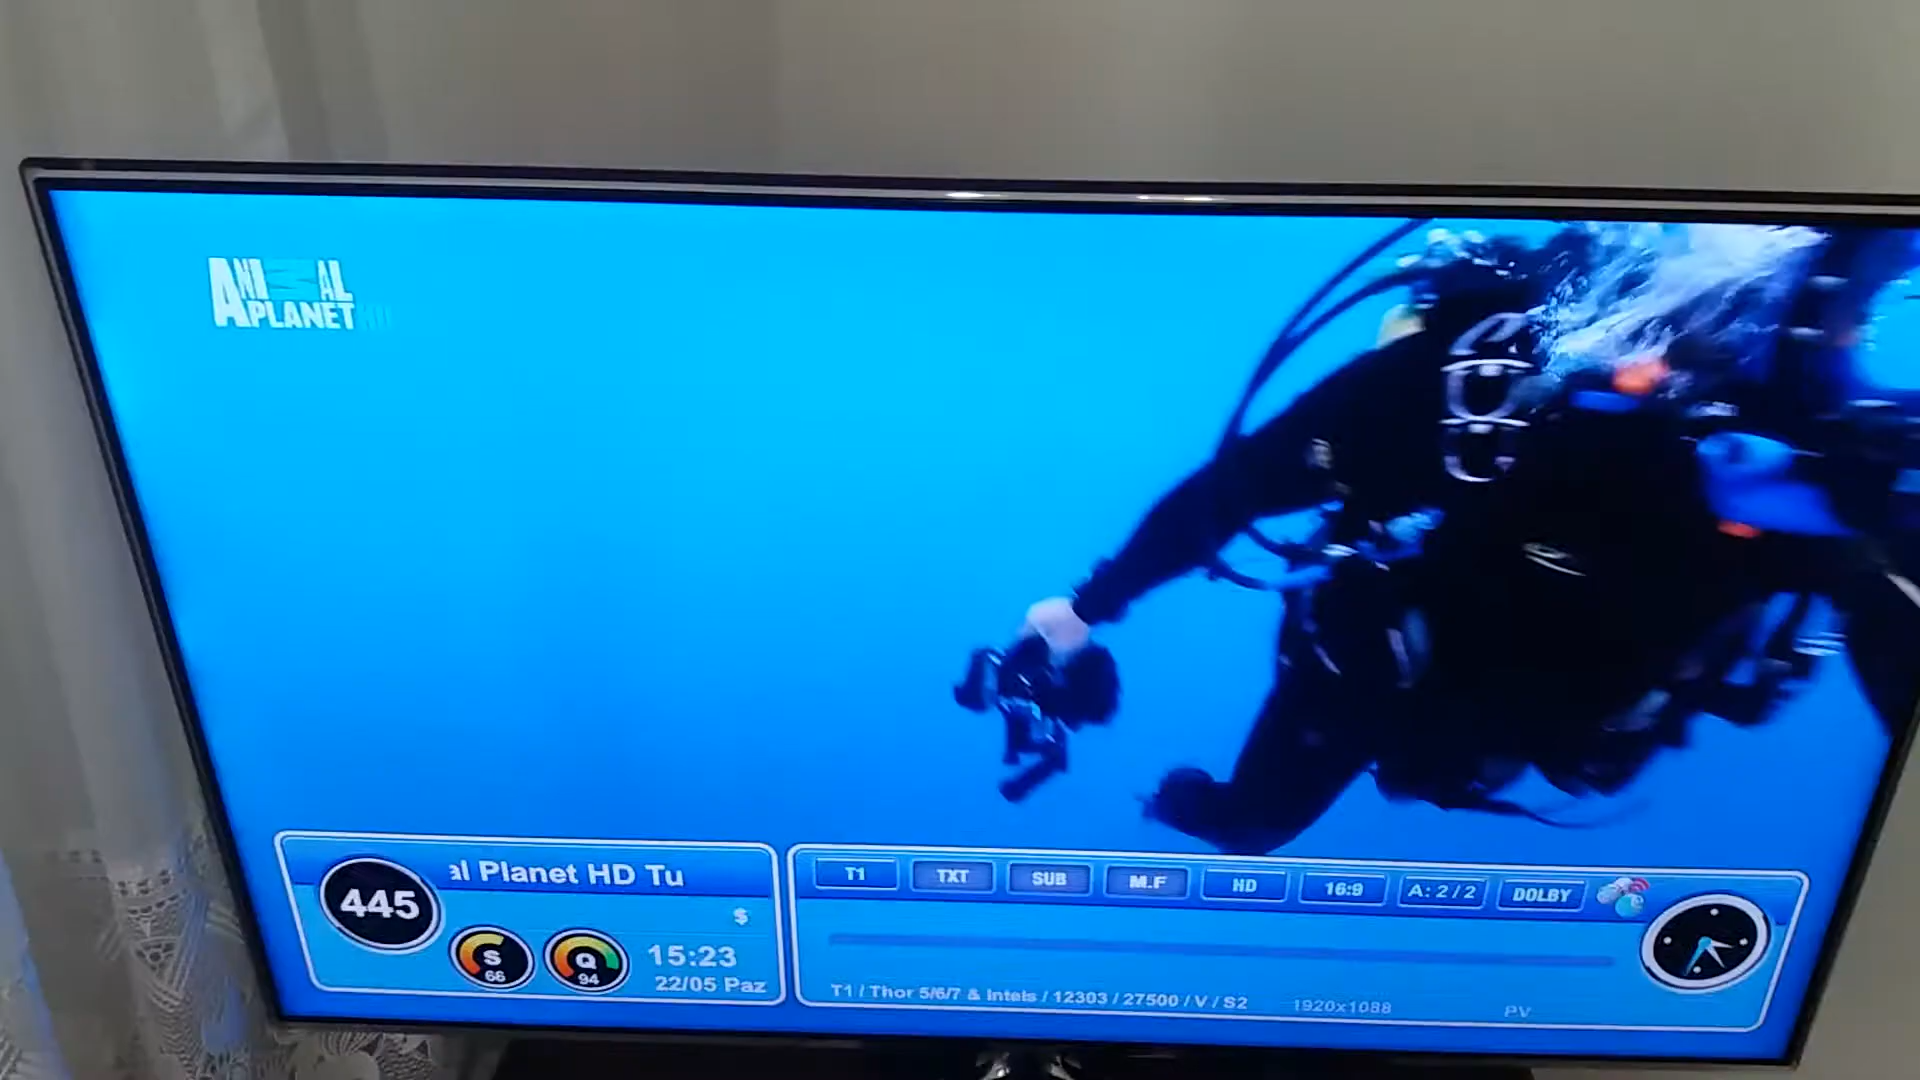 ANIMAL
PLANET HD
445
al Planet HD Tu
$
S
66
Q
94
15:23
22/05 Paz
T1
TXT
SUB
M.F
HD
16:9
A: 2 / 2
DOLBY
T1 / Thor 5/6/7 & Intels / 12303 / 27500 / V / S2
1920x1088
PV